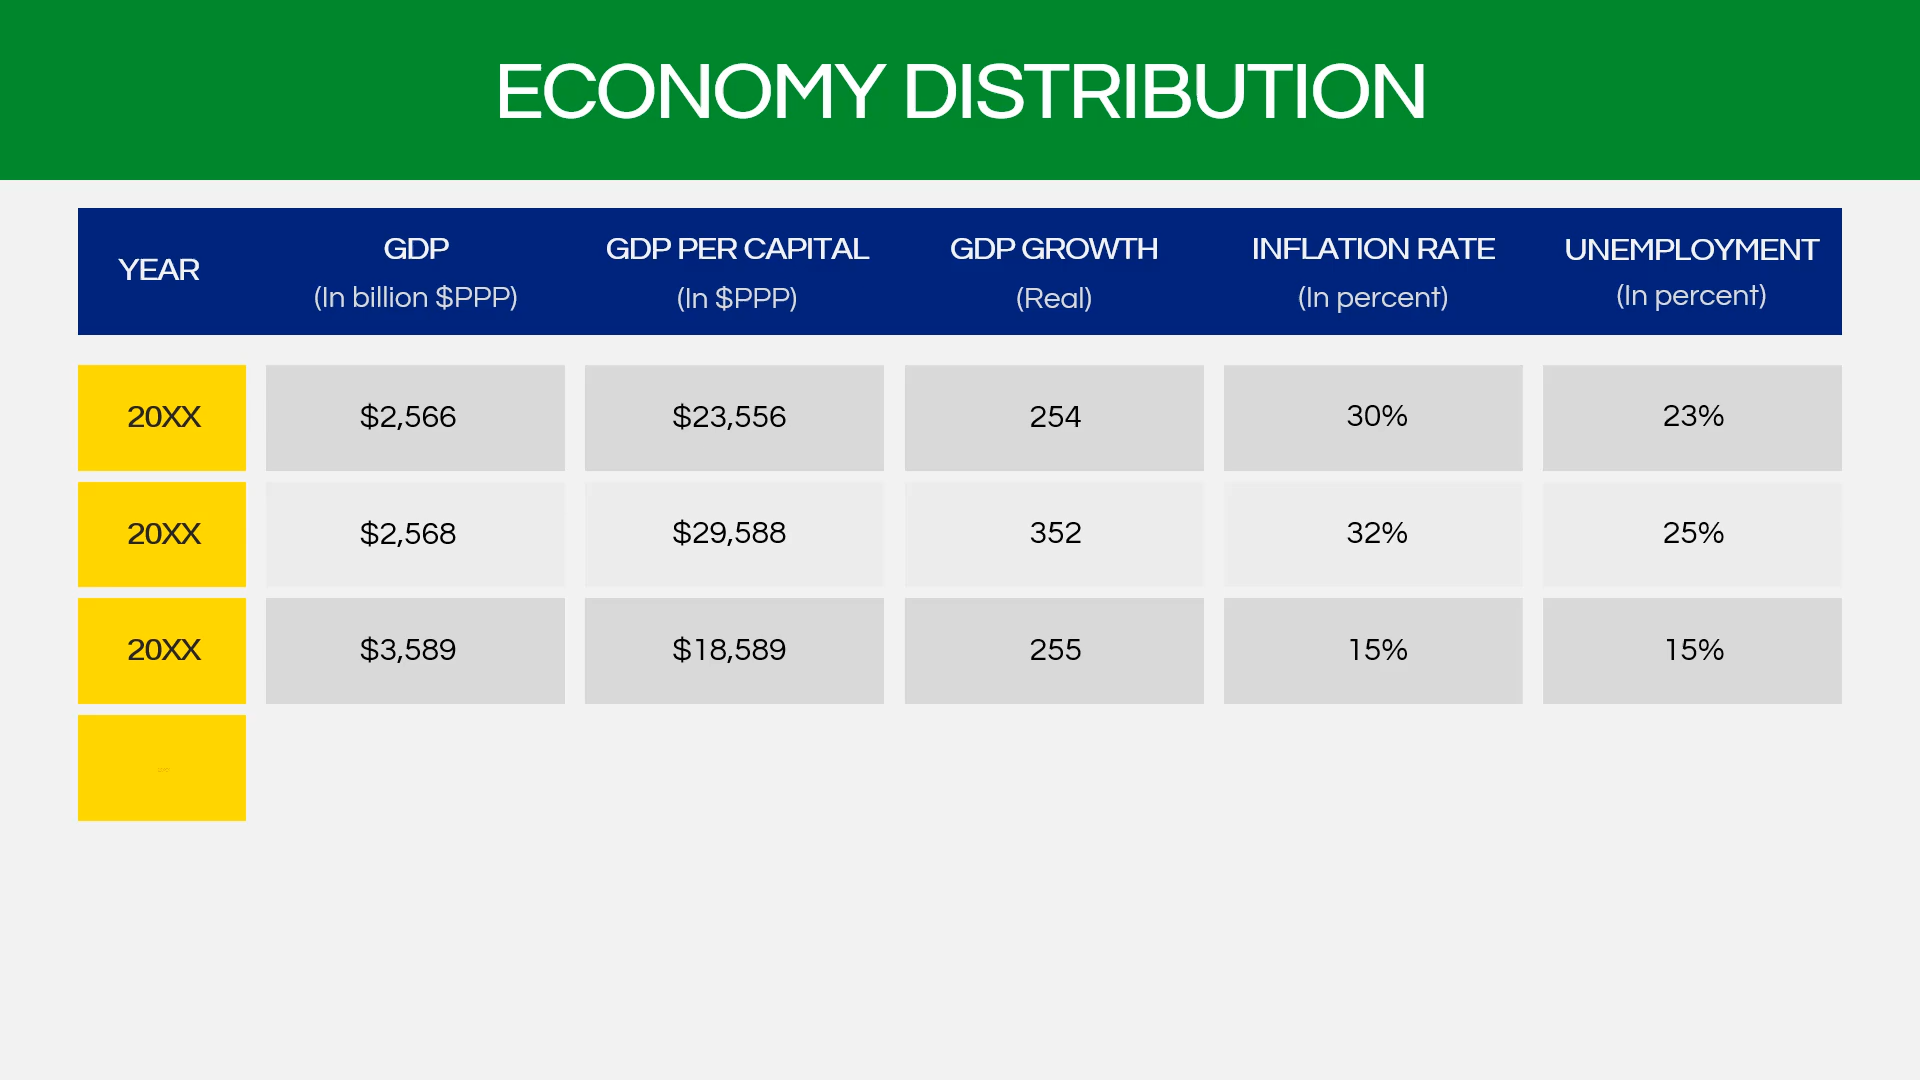 ECONOMY DISTRIBUTION
YEAR
GDP
(In billion $PPP)
GDP PER CAPITAL
(In $PPP)
GDP GROWTH
(Real)
INFLATION RATE
(In percent)
UNEMPLOYMENT
(In percent)
20XX $2,566 $23,556 254 30% 23%
20XX $2,568 $29,588 352 32% 25%
20XX $3,589 $18,589 255 15% 15%